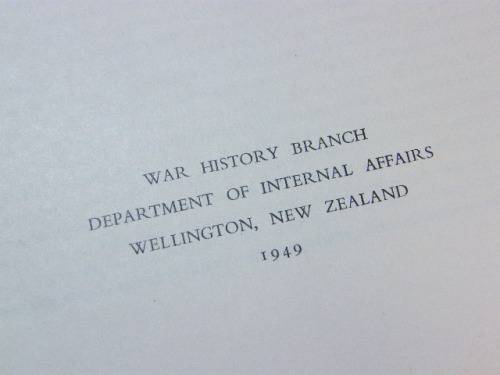 WAR HISTORY BRANCH
DEPARTMENT OF INTERNAL AFFAIRS
WELLINGTON, NEW ZEALAND
1949